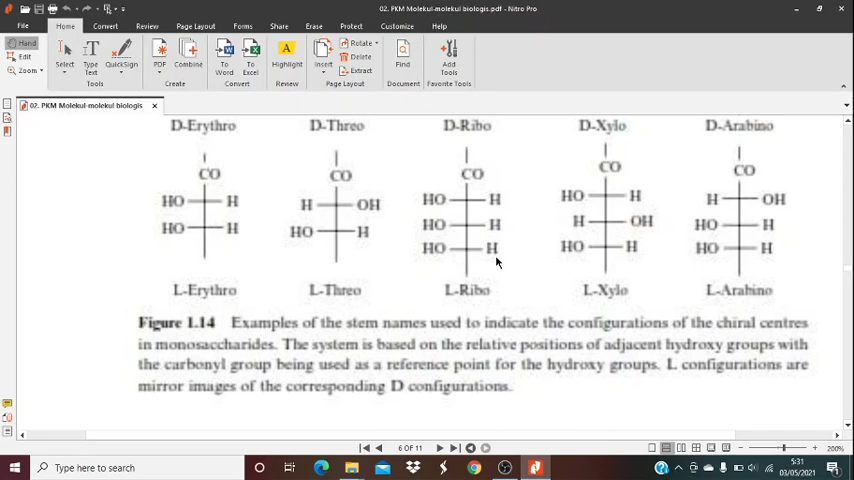 02. PKM Molekul-molekul biologis.pdf - Nitro Pro
File Home Convert Review Page Layout Forms Share Erase Protect Customize Help
Hand
Edit
Zoom
Select
Type Text
QuickSign
Tools
PDF
Combine
Create
To Word
To Excel
Convert
Highlight
Review
Insert
Rotate
Delete
Extract
Page Layout
Find
Document
Add Tools
Favorite Tools
02. PKM Molekul-molekul biologis
D-Erythro D-Threo D-Ribo D-Xylo D-Arabino
CO CO CO CO CO
HO H H OH HO H HO H H OH
HO H HO H HO H H OH HO H
HO H HO H HO H
L-Erythro L-Threo L-Ribo L-Xylo L-Arabino
Figure 1.14 Examples of the stem names used to indicate the configurations of the chiral centres
in monosaccharides. The system is based on the relative positions of adjacent hydroxy groups with
the carbonyl group being used as a reference point for the hydroxy groups. L configurations are
mirror images of the corresponding D configurations.
6 OF 11
200%
Type here to search
5:31
03/05/2021